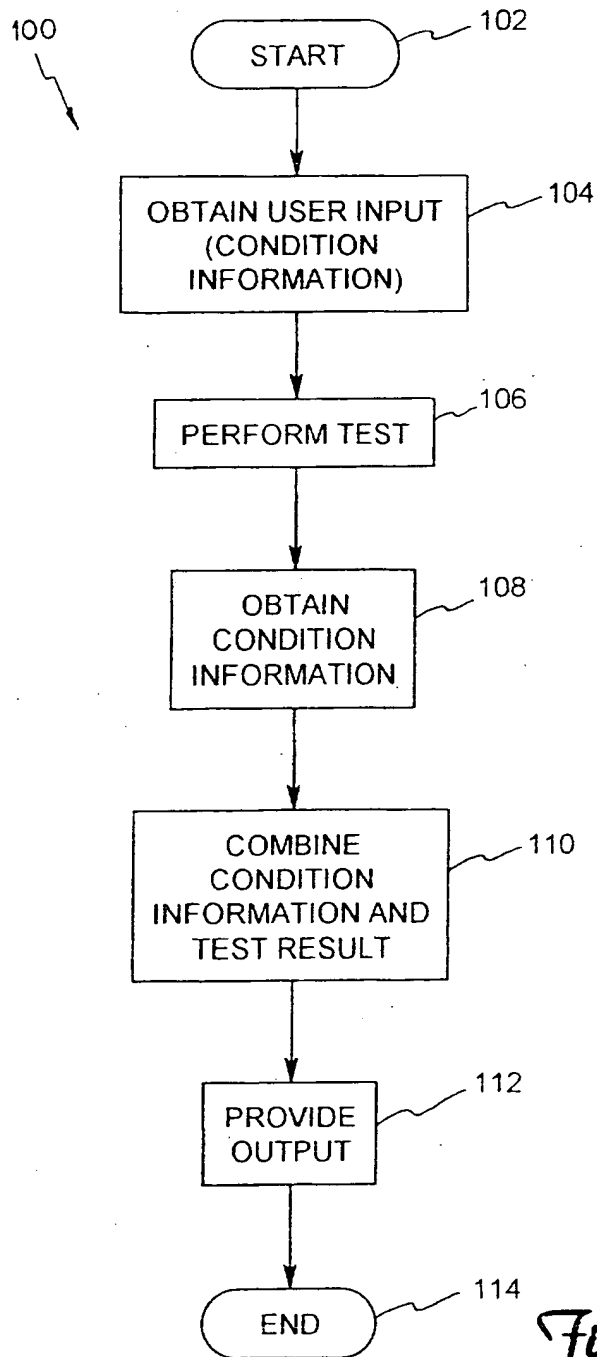 100
102
START
104
OBTAIN USER INPUT
(CONDITION
INFORMATION)
106
PERFORM TEST
108
OBTAIN
CONDITION
INFORMATION
110
COMBINE
CONDITION
INFORMATION AND
TEST RESULT
112
PROVIDE
OUTPUT
114
END